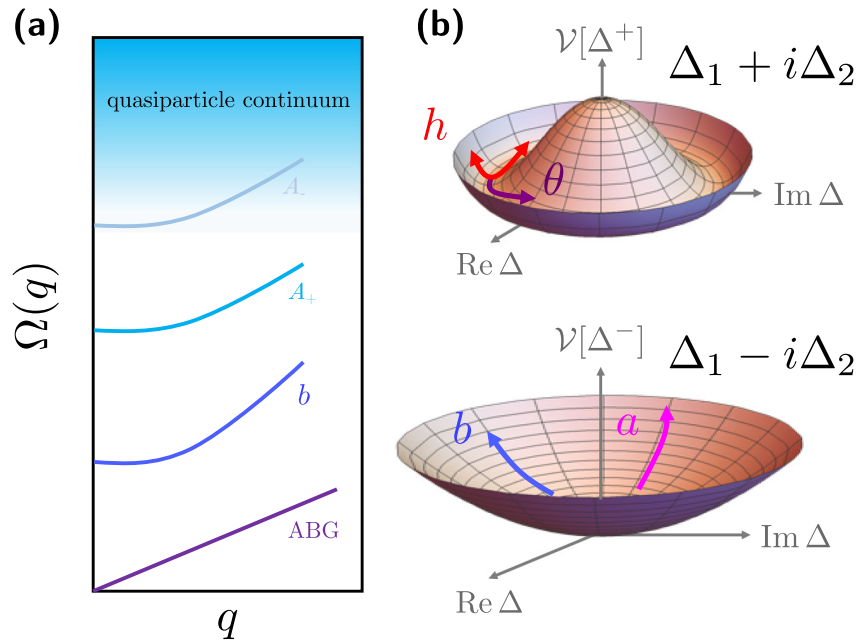 (a)
quasiparticle continuum
A₋
A₊
b
ABG
Ω(q)
q
(b)
𝒱[Δ⁺]
Δ₁ + iΔ₂
h
θ
Im Δ
Re Δ
𝒱[Δ⁻]
Δ₁ − iΔ₂
b
a
Im Δ
Re Δ